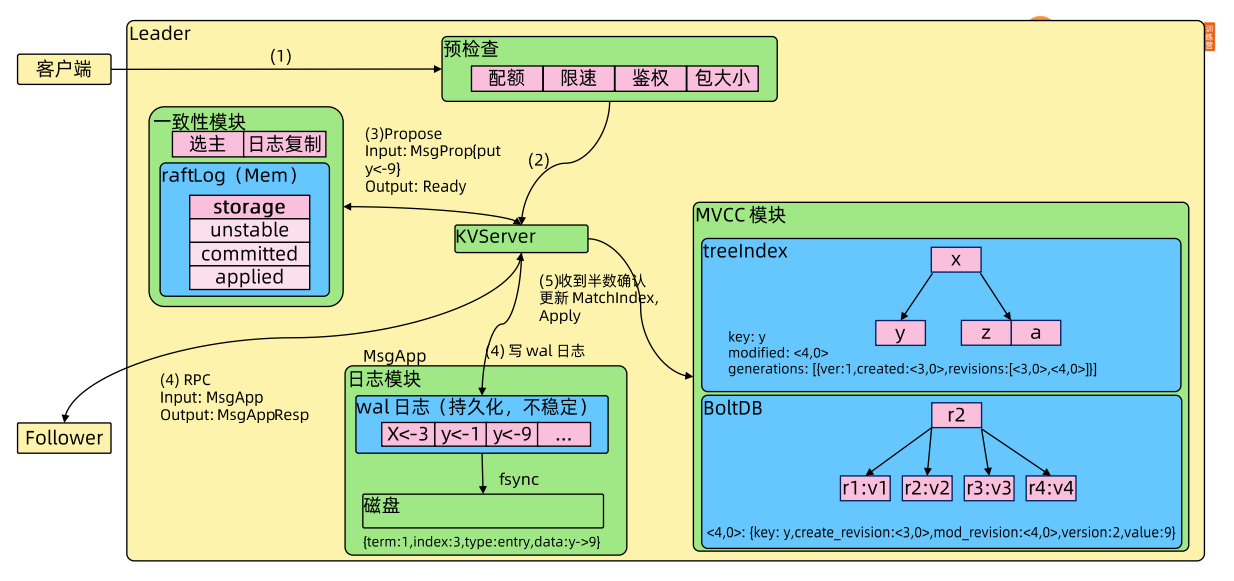 Leader
训
练
营
客户端
(1)
预检查
配额 限速 鉴权 包大小
一致性模块
选主 日志复制
raftLog（Mem）
storage
unstable
committed
applied
(3)Propose
Input: MsgProp{put
y<-9}
Output: Ready
(2)
KVServer
(5)收到半数确认
更新 MatchIndex,
Apply
(4) 写 wal 日志
MsgApp
(4) RPC
Input: MsgApp
Output: MsgAppResp
Follower
日志模块
wal 日志（持久化，不稳定）
X<-3 y<-1 y<-9 ...
fsync
磁盘
{term:1,index:3,type:entry,data:y->9}
MVCC 模块
treeIndex
x
y z a
key: y
modified: <4,0>
generations: [{ver:1,created:<3,0>,revisions:[<3,0>,<4,0>]}]
BoltDB
r2
r1:v1 r2:v2 r3:v3 r4:v4
<4,0>: {key: y,create_revision:<3,0>,mod_revision:<4,0>,version:2,value:9}